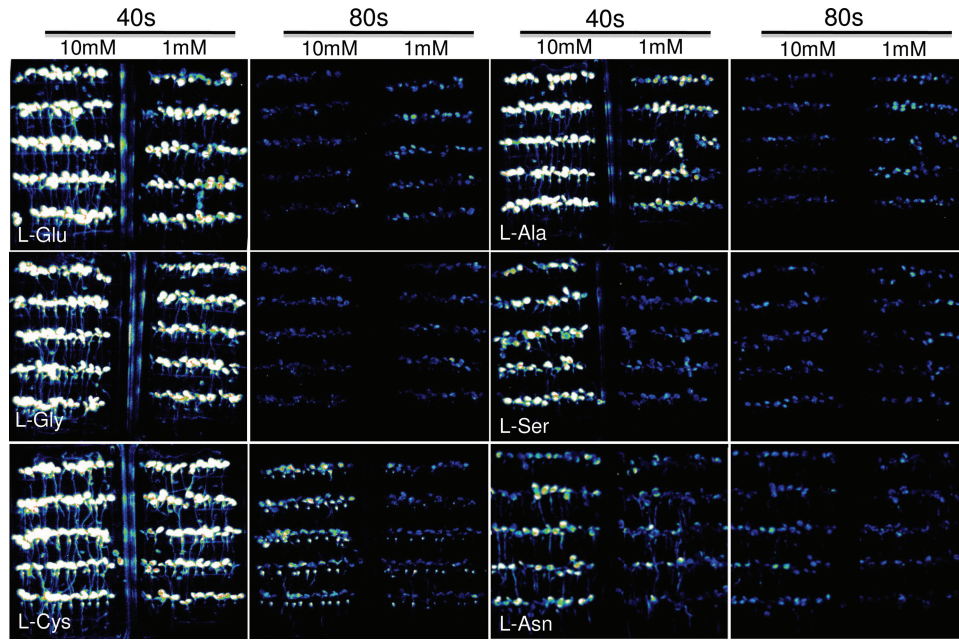 40s 80s 40s 80s
10mM 1mM 10mM 1mM 10mM 1mM 10mM 1mM
L-Glu L-Ala
L-Gly L-Ser
L-Cys L-Asn